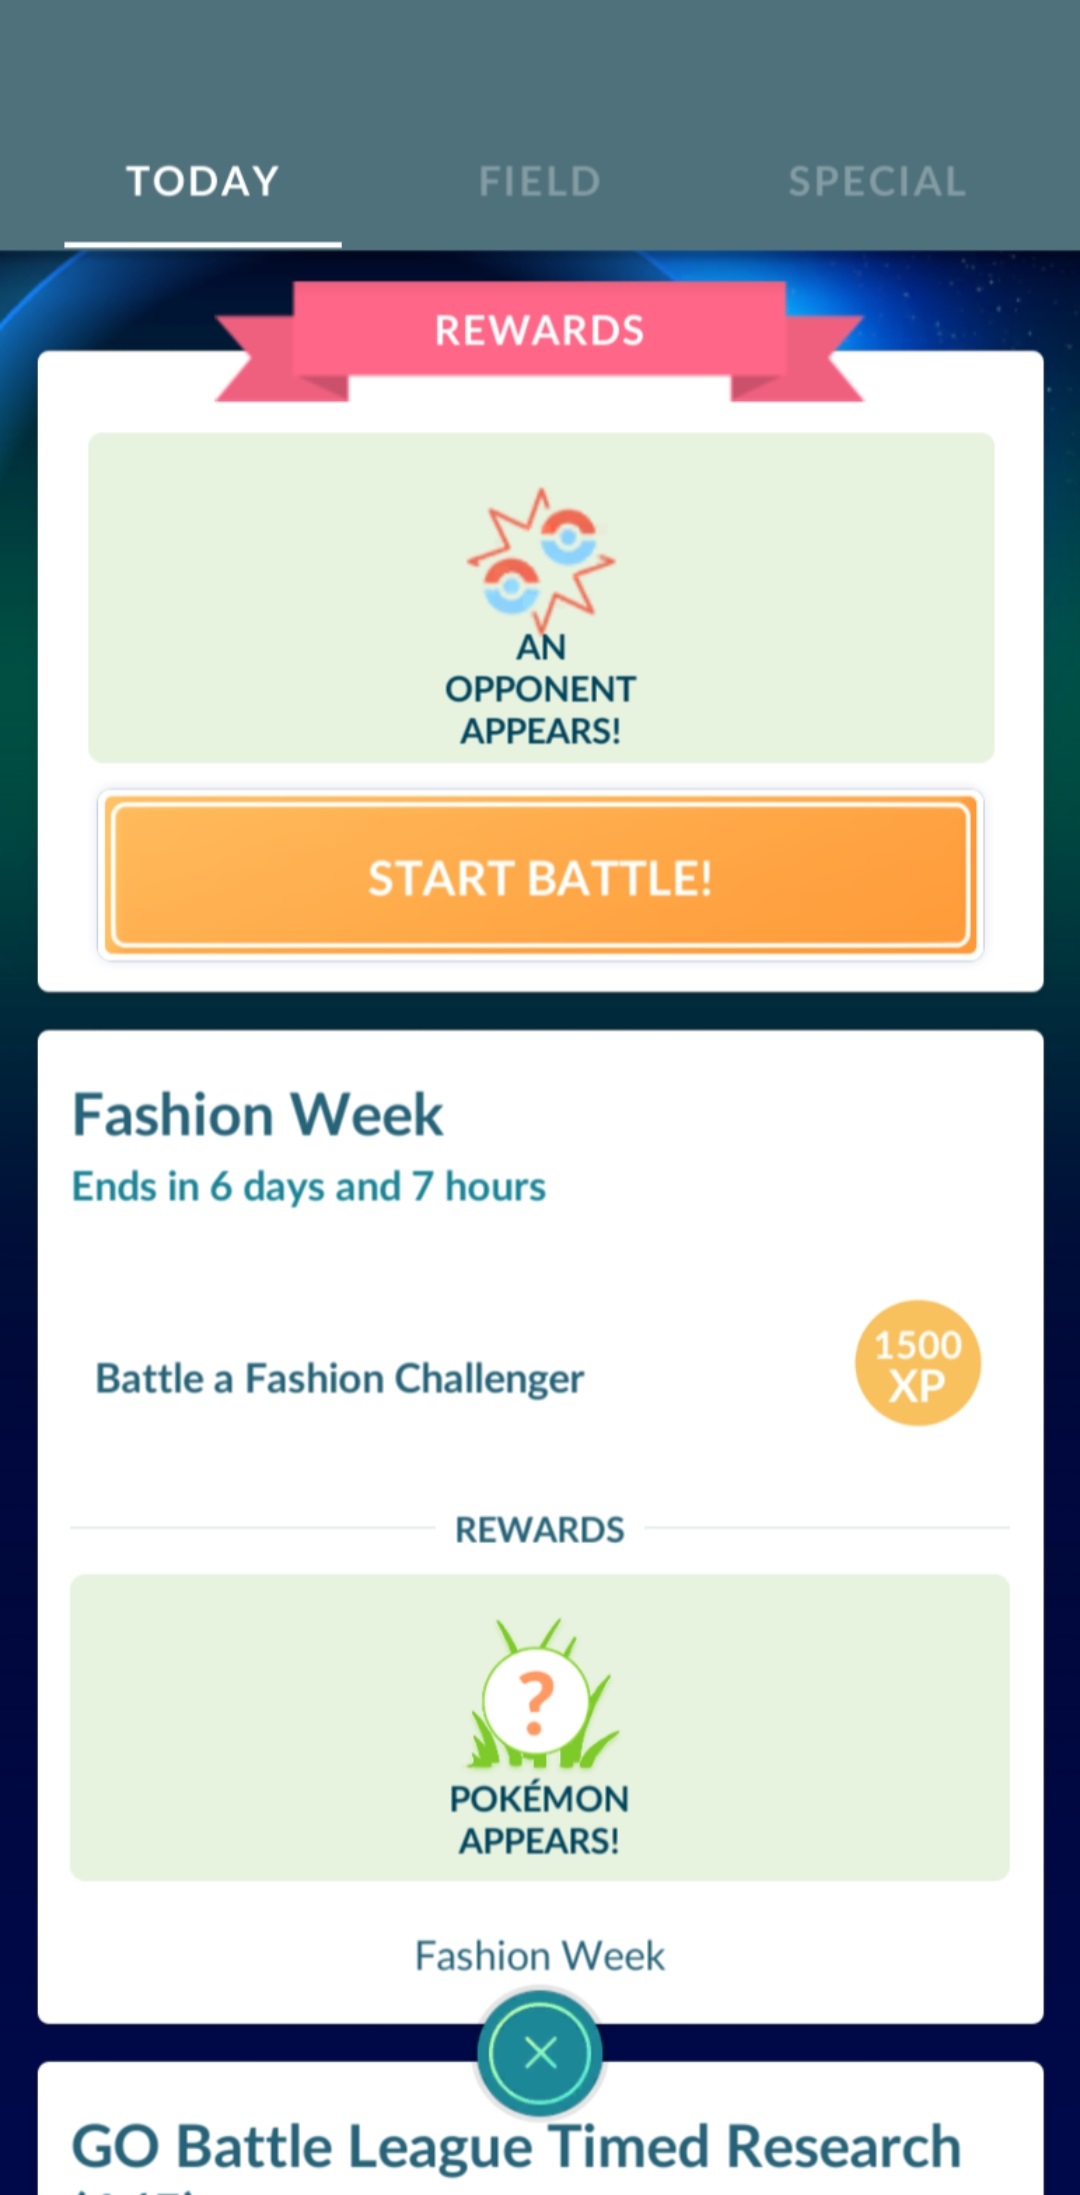 TODAY FIELD SPECIAL
REWARDS
AN
OPPONENT
APPEARS!
START BATTLE!
Fashion Week
Ends in 6 days and 7 hours
Battle a Fashion Challenger
1500
XP
REWARDS
?
POKÉMON
APPEARS!
Fashion Week
GO Battle League Timed Research